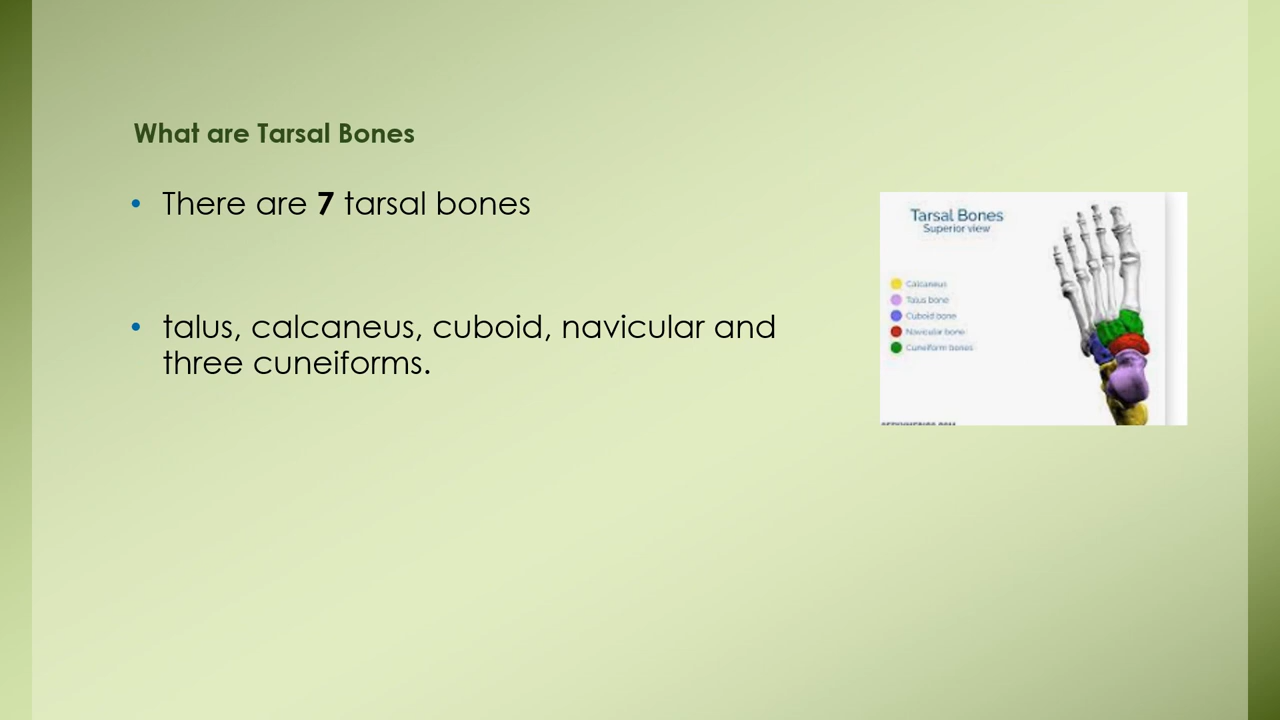 What are Tarsal Bones
• There are 7 tarsal bones
• talus, calcaneus, cuboid, navicular and
three cuneiforms.
Tarsal Bones
Superior view
Calcaneus
Talus bone
Cuboid bone
Navicular bone
Cuneiform bones